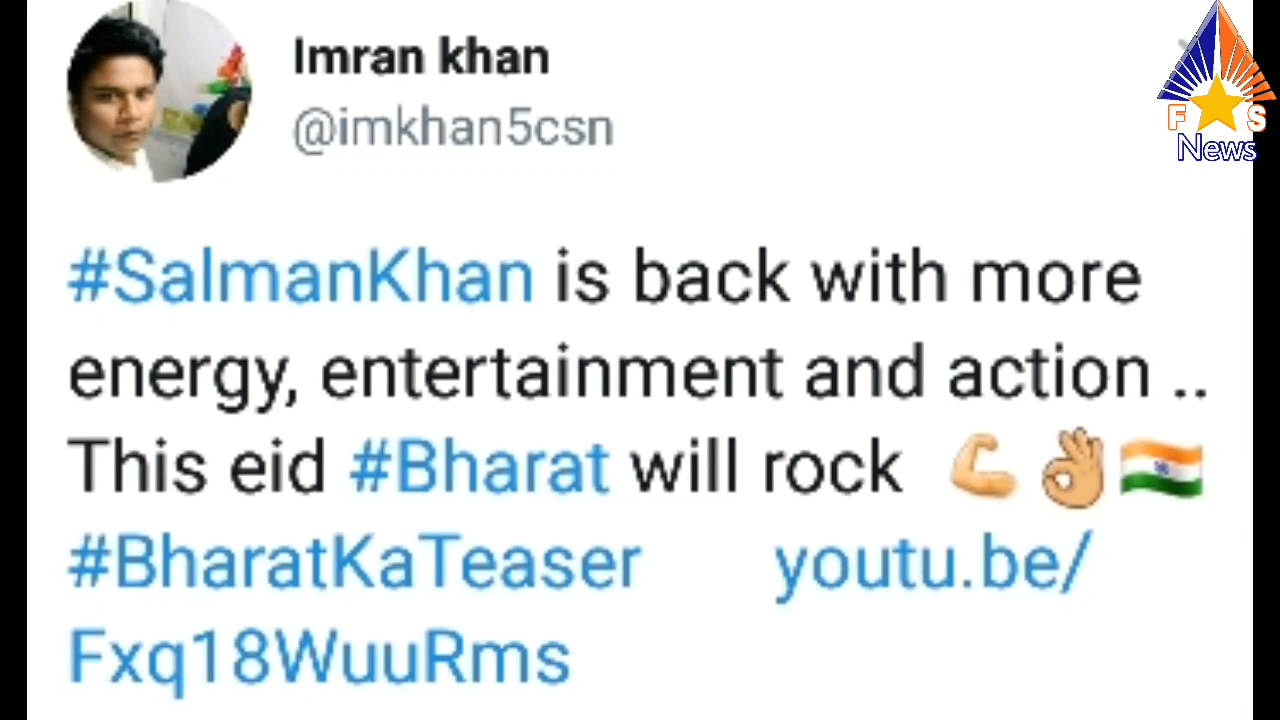 Imran khan
@imkhan5csn
F S
News
#SalmanKhan is back with more
energy, entertainment and action ..
This eid #Bharat will rock 💪👌🇮🇳
#BharatKaTeaser youtu.be/
Fxq18WuuRms